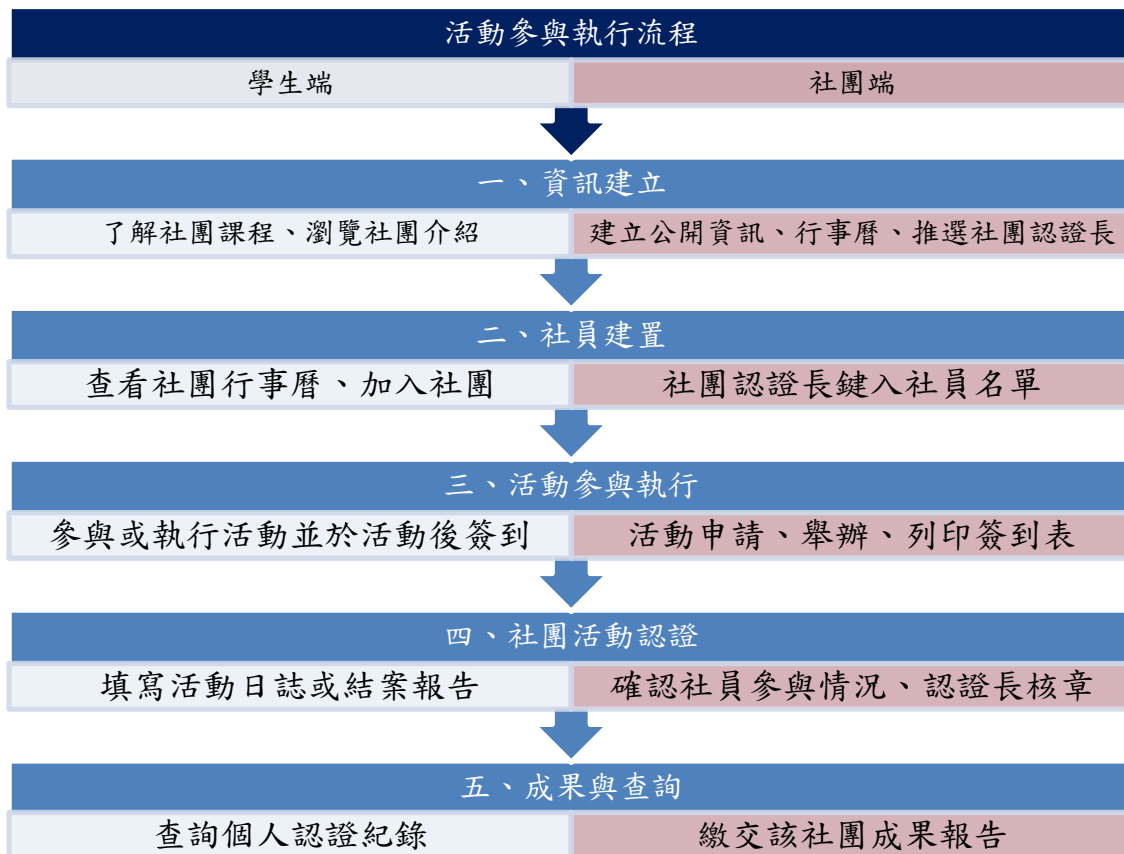 活動參與執行流程
學生端
社團端
一、資訊建立
了解社團課程、瀏覽社團介紹
建立公開資訊、行事曆、推選社團認證長
二、社員建置
查看社團行事曆、加入社團
社團認證長鍵入社員名單
三、活動參與執行
參與或執行活動並於活動後簽到
活動申請、舉辦、列印簽到表
四、社團活動認證
填寫活動日誌或結案報告
確認社員參與情況、認證長核章
五、成果與查詢
查詢個人認證紀錄
繳交該社團成果報告